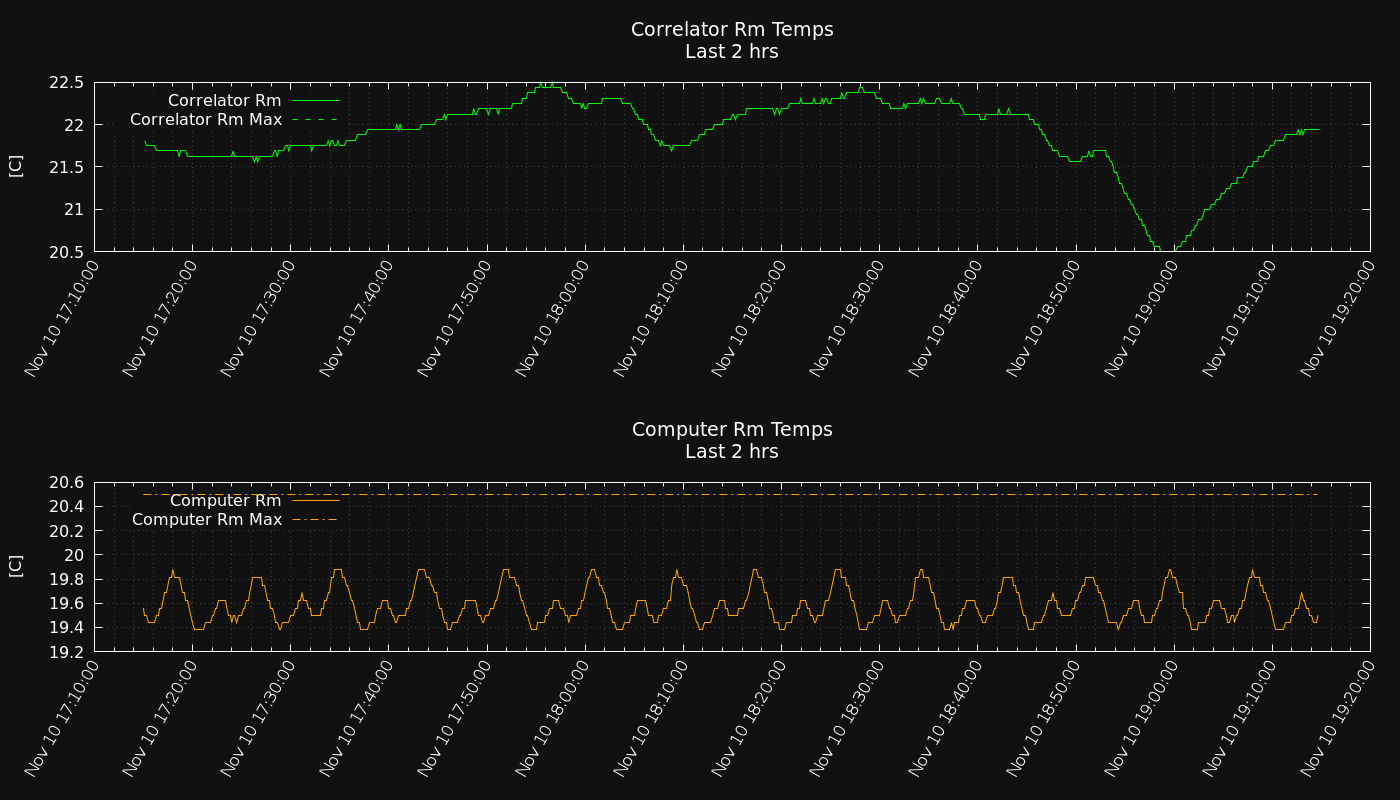 Correlator Rm Temps
Last 2 hrs
22.5
22
21.5
21
20.5
[C]
Correlator Rm
Correlator Rm Max
Nov 10 17:10:00
Nov 10 17:20:00
Nov 10 17:30:00
Nov 10 17:40:00
Nov 10 17:50:00
Nov 10 18:00:00
Nov 10 18:10:00
Nov 10 18:20:00
Nov 10 18:30:00
Nov 10 18:40:00
Nov 10 18:50:00
Nov 10 19:00:00
Nov 10 19:10:00
Nov 10 19:20:00
Computer Rm Temps
Last 2 hrs
20.6
20.4
20.2
20
19.8
19.6
19.4
19.2
[C]
Computer Rm
Computer Rm Max
Nov 10 17:10:00
Nov 10 17:20:00
Nov 10 17:30:00
Nov 10 17:40:00
Nov 10 17:50:00
Nov 10 18:00:00
Nov 10 18:10:00
Nov 10 18:20:00
Nov 10 18:30:00
Nov 10 18:40:00
Nov 10 18:50:00
Nov 10 19:00:00
Nov 10 19:10:00
Nov 10 19:20:00